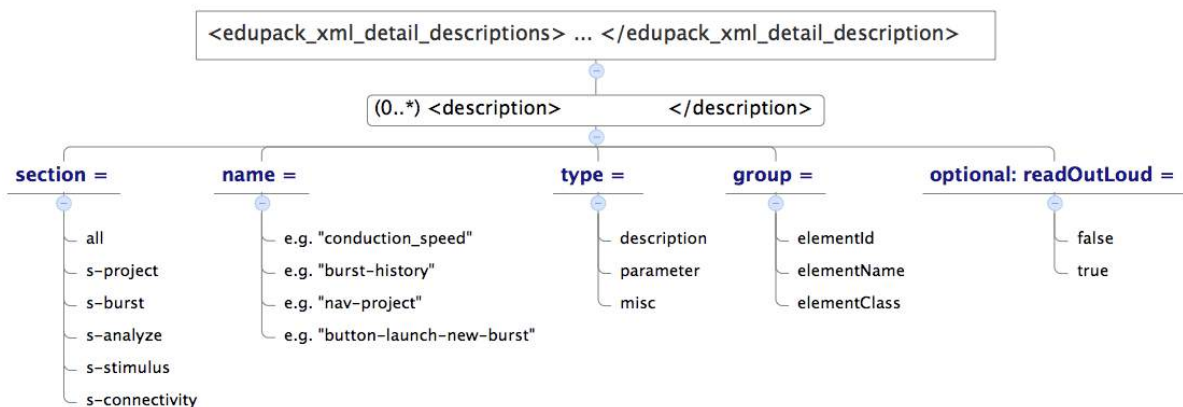 <edupack_xml_detail_descriptions> ... </edupack_xml_detail_description>
(0..*) <description> </description>
section =
name =
type =
group =
optional: readOutLoud =
all
s-project
s-burst
s-analyze
s-stimulus
s-connectivity
e.g. "conduction_speed"
e.g. "burst-history"
e.g. "nav-project"
e.g. "button-launch-new-burst"
description
parameter
misc
elementId
elementName
elementClass
false
true